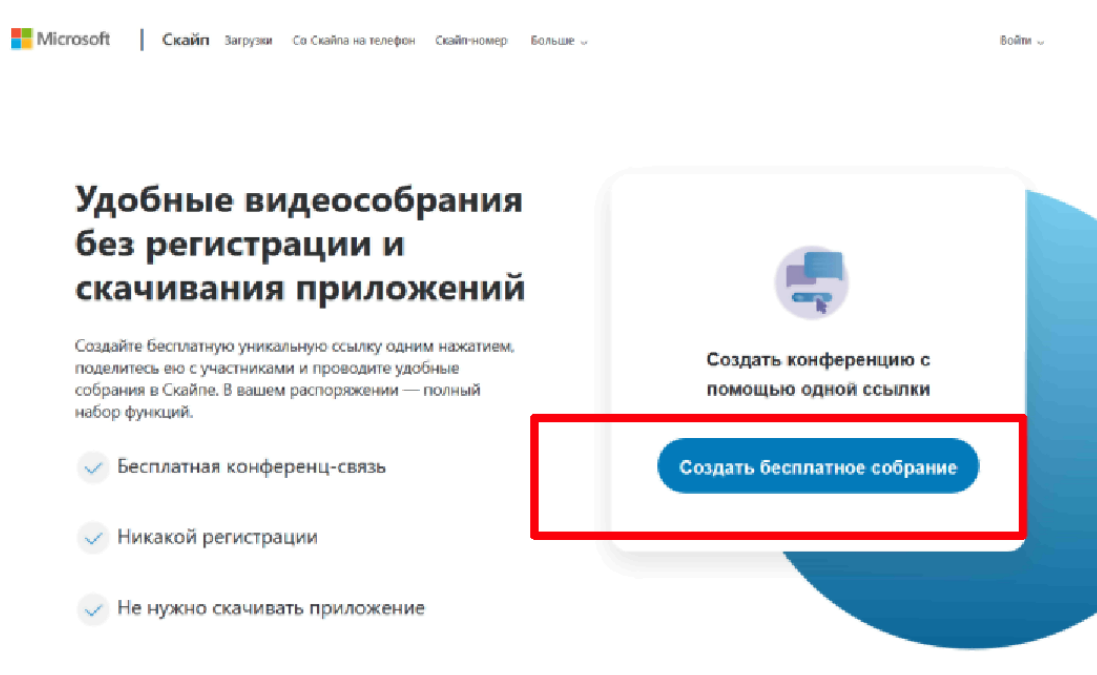 Microsoft | Скайп Загрузки Со Скайпа на телефон Скайп-номер Больше Войти
Удобные видеособрания
без регистрации и
скачивания приложений
Создайте бесплатную уникальную ссылку одним нажатием,
поделитесь ею с участниками и проводите удобные
собрания в Скайпе. В вашем распоряжении — полный
набор функций.
Бесплатная конференц-связь
Никакой регистрации
Не нужно скачивать приложение
Создать конференцию с
помощью одной ссылки
Создать бесплатное собрание